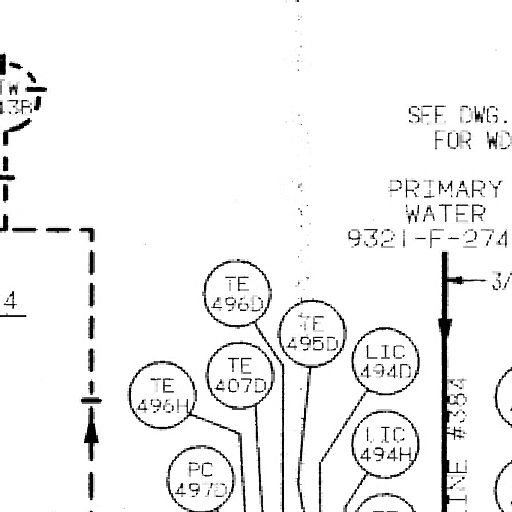 TW
43B
SEE DWG.
FOR WD
PRIMARY
WATER
9321-F-274
3/
4
TE
496D
TE
495D
LIC
494D
TE
407D
TE
496H
LIC
494H
LINE #384
PC
497D